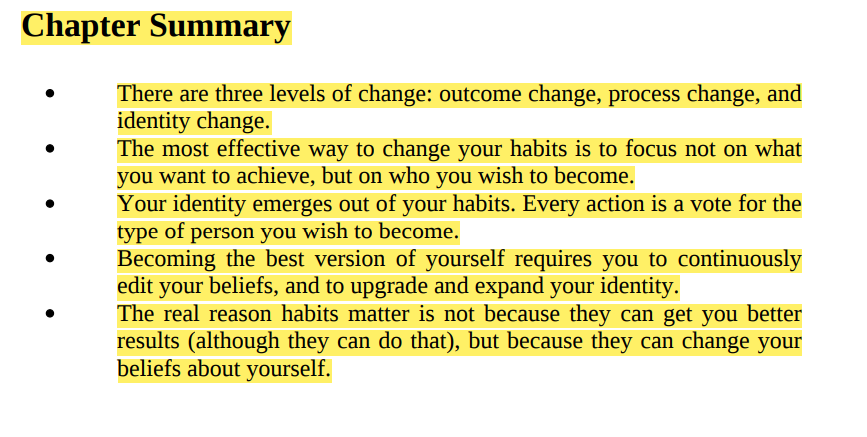 Chapter Summary
• There are three levels of change: outcome change, process change, and
identity change.
• The most effective way to change your habits is to focus not on what
you want to achieve, but on who you wish to become.
• Your identity emerges out of your habits. Every action is a vote for the
type of person you wish to become.
• Becoming the best version of yourself requires you to continuously
edit your beliefs, and to upgrade and expand your identity.
• The real reason habits matter is not because they can get you better
results (although they can do that), but because they can change your
beliefs about yourself.